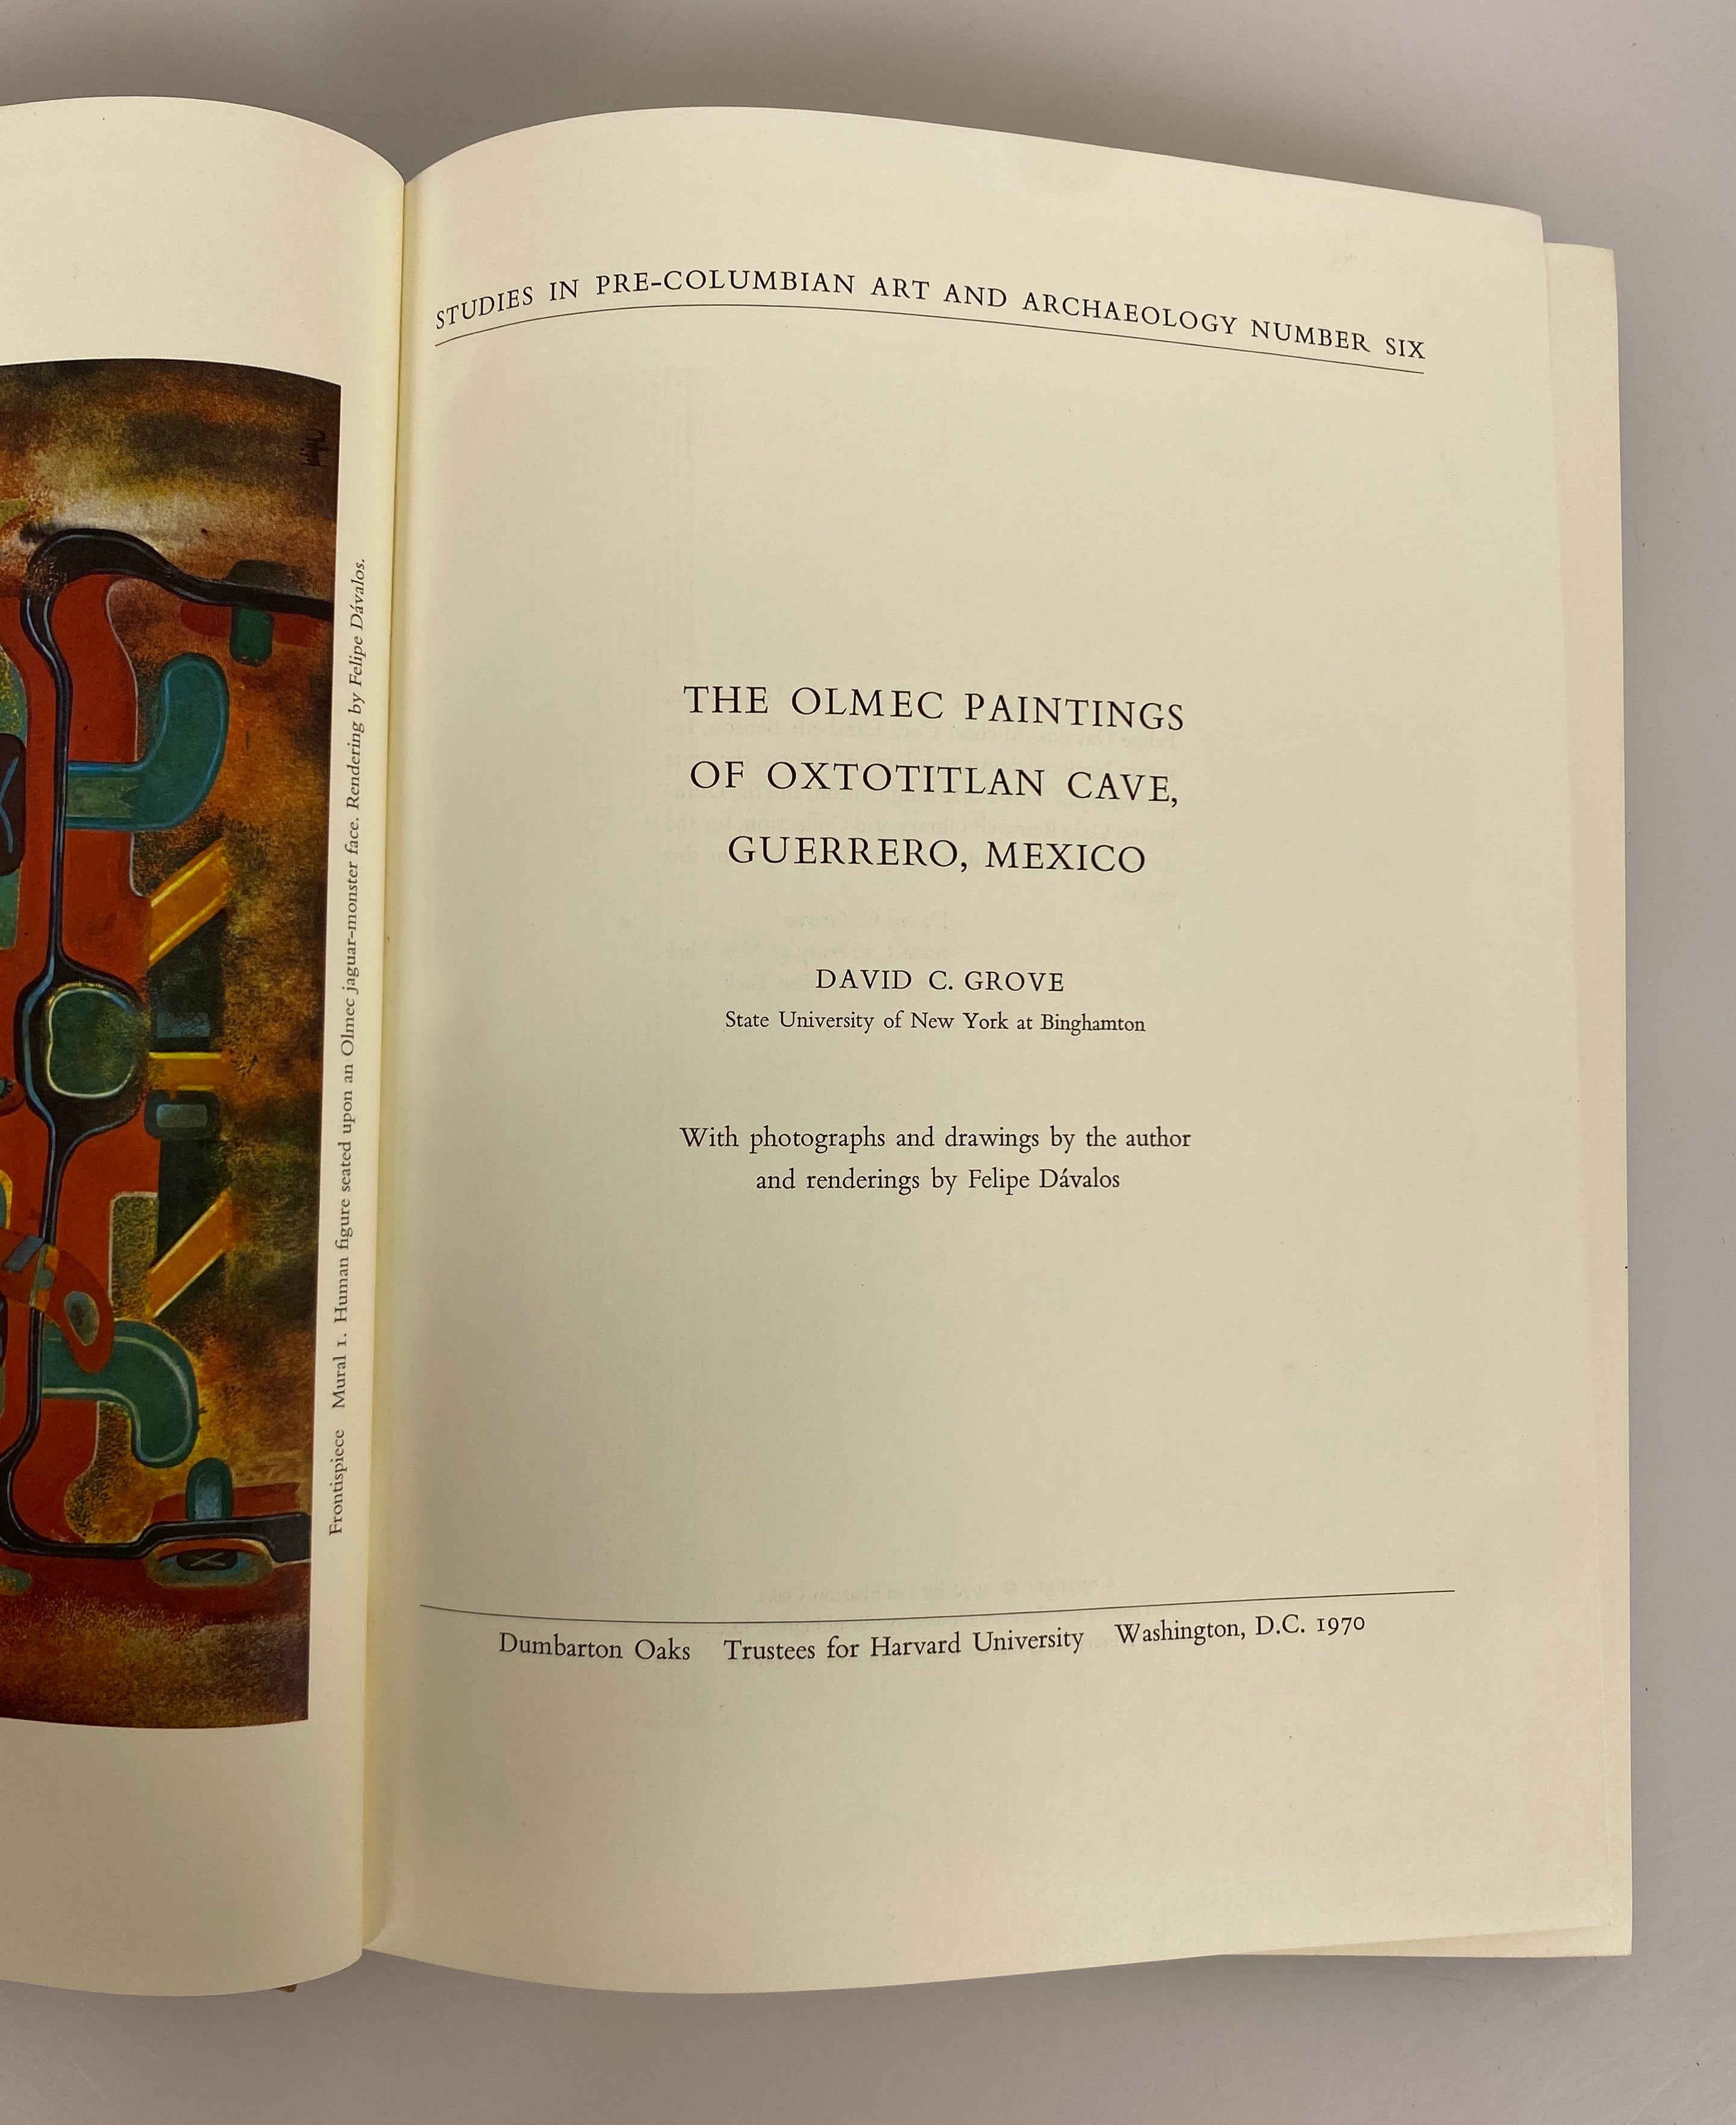 Frontispiece Mural 1. Human figure seated upon an Olmec jaguar-monster face. Rendering by Felipe Dávalos.
STUDIES IN PRE-COLUMBIAN ART AND ARCHAEOLOGY NUMBER SIX
THE OLMEC PAINTINGS
OF OXTOTITLAN CAVE,
GUERRERO, MEXICO
DAVID C. GROVE
State University of New York at Binghamton
With photographs and drawings by the author
and renderings by Felipe Dávalos
Dumbarton Oaks Trustees for Harvard University Washington, D.C. 1970